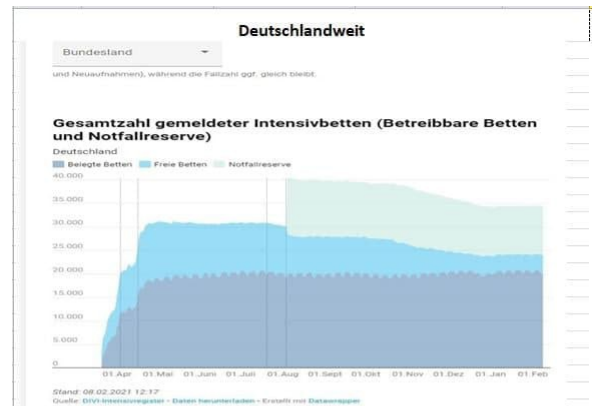 Deutschlandweit
Bundesland
und Neuaufnahmen), während die Fallzahl ggf. gleich bleibt.
Gesamtzahl gemeldeter Intensivbetten (Betreibbare Betten
und Notfallreserve)
Deutschland
Belegte Betten Freie Betten Notfallreserve
40.000
35.000
30.000
25.000
20.000
15.000
10.000
5.000
0
01.Apr 01.Mai 01.Juni 01.Juli 01.Aug 01.Sept 01.Okt 01.Nov 01.Dez 01.Jan 01.Feb
Stand: 08.02.2021 12:17
Quelle: DIVI-Intensivregister - Daten herunterladen - Erstellt mit Datawrapper